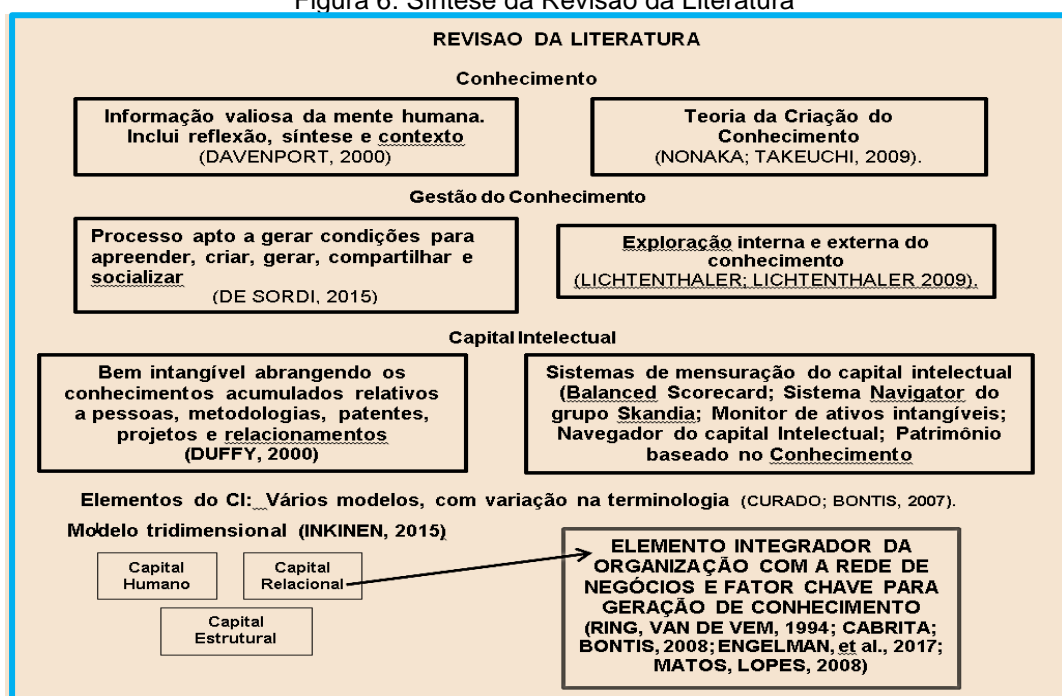 Figura 6: Síntese da Revisão da Literatura
REVISAO DA LITERATURA
Conhecimento
Informação valiosa da mente humana.
Inclui reflexão, síntese e contexto
(DAVENPORT, 2000)
Teoria da Criação do
Conhecimento
(NONAKA; TAKEUCHI, 2009).
Gestão do Conhecimento
Processo apto a gerar condições para
apreender, criar, gerar, compartilhar e
socializar
(DE SORDI, 2015)
Exploração interna e externa do
conhecimento
(LICHTENTHALER; LICHTENTHALER 2009).
Capital Intelectual
Bem intangível abrangendo os
conhecimentos acumulados relativos
a pessoas, metodologias, patentes,
projetos e relacionamentos
(DUFFY, 2000)
Sistemas de mensuração do capital intelectual
(Balanced Scorecard; Sistema Navigator do
grupo Skandia; Monitor de ativos intangíveis;
Navegador do capital Intelectual; Patrimônio
baseado no Conhecimento
Elementos do CI: Vários modelos, com variação na terminologia (CURADO; BONTIS, 2007).
Modelo tridimensional (INKINEN, 2015)
Capital
Humano
Capital
Relacional
Capital
Estrutural
ELEMENTO INTEGRADOR DA
ORGANIZAÇÃO COM A REDE DE
NEGÓCIOS E FATOR CHAVE PARA
GERAÇÃO DE CONHECIMENTO
(RING, VAN DE VEM, 1994; CABRITA;
BONTIS, 2008; ENGELMAN, et al., 2017;
MATOS, LOPES, 2008)